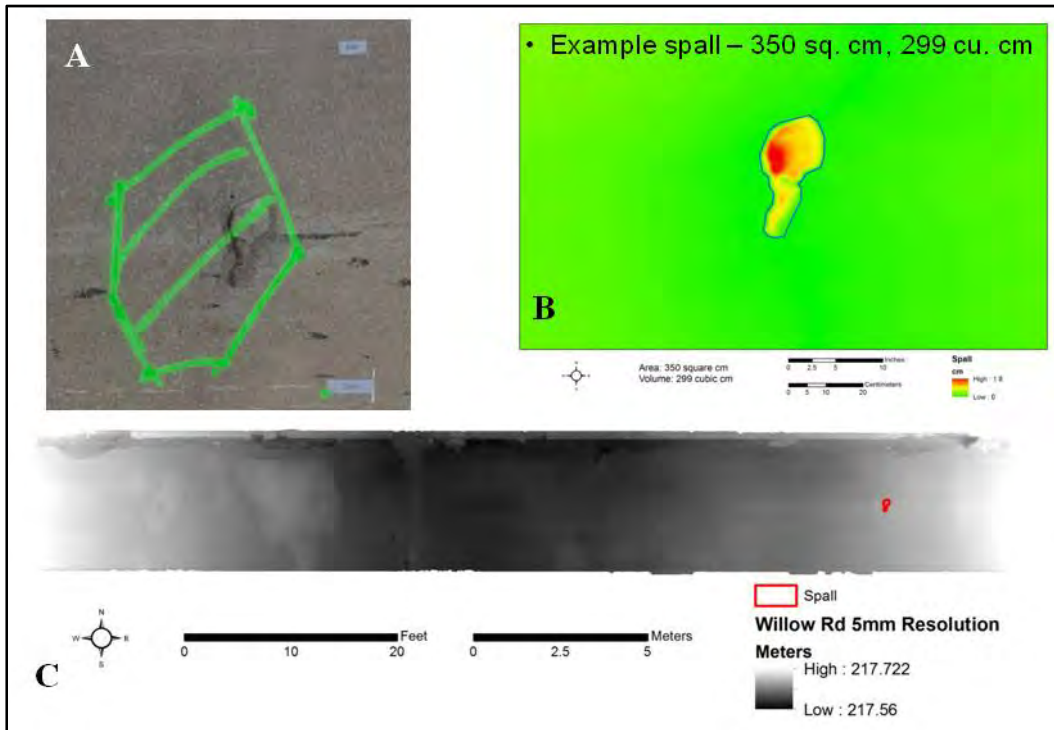 A
• Example spall – 350 sq. cm, 299 cu. cm
B
Area: 350 square cm
Volume: 299 cubic cm
Inches
0 2.5 5 10
Centimeters
0 5 10 20
Spall
cm
Low : 0
Spall
Willow Rd 5mm Resolution
Meters
High : 217.722
Low : 217.56
N
W E
S
Feet
0 10 20
Meters
0 2.5 5
C